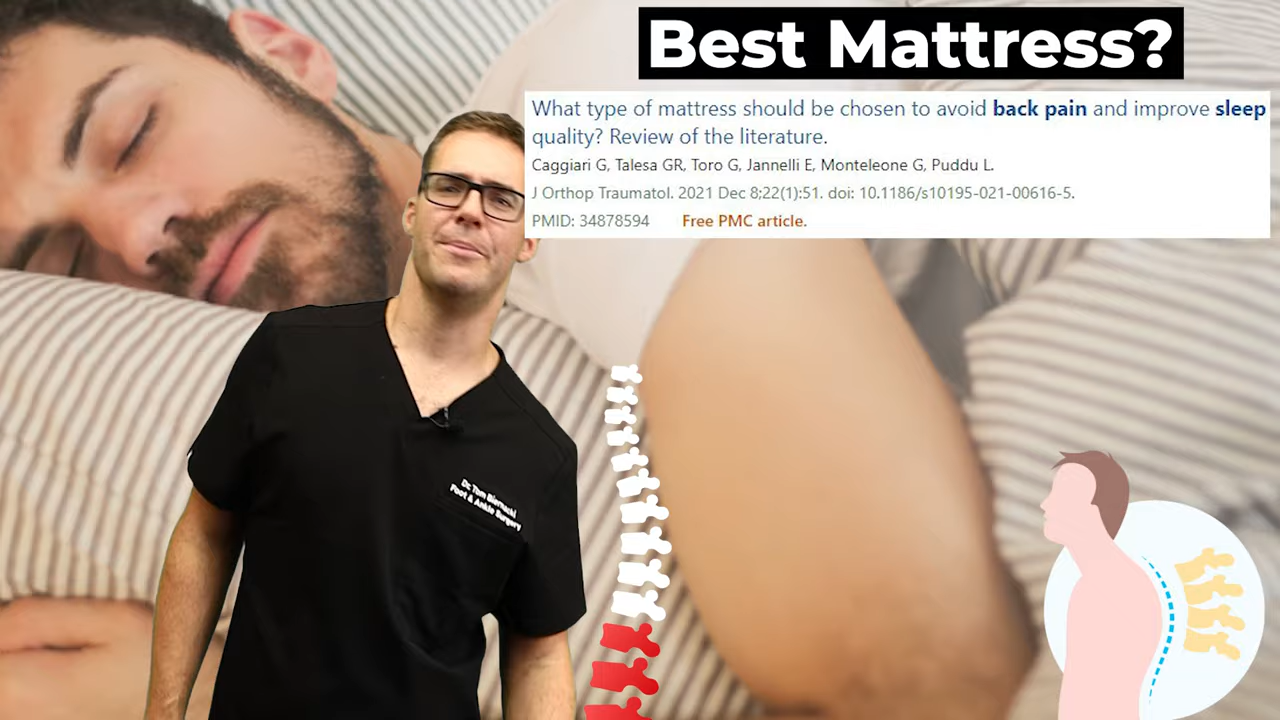 Best Mattress?
What type of mattress should be chosen to avoid back pain and improve sleep
quality? Review of the literature.
Caggiari G, Talesa GR, Toro G, Jannelli E, Monteleone G, Puddu L.
J Orthop Traumatol. 2021 Dec 8;22(1):51. doi: 10.1186/s10195-021-00616-5.
PMID: 34878594 Free PMC article.
Dr. Tom Biernacki
Foot & Ankle Surgery